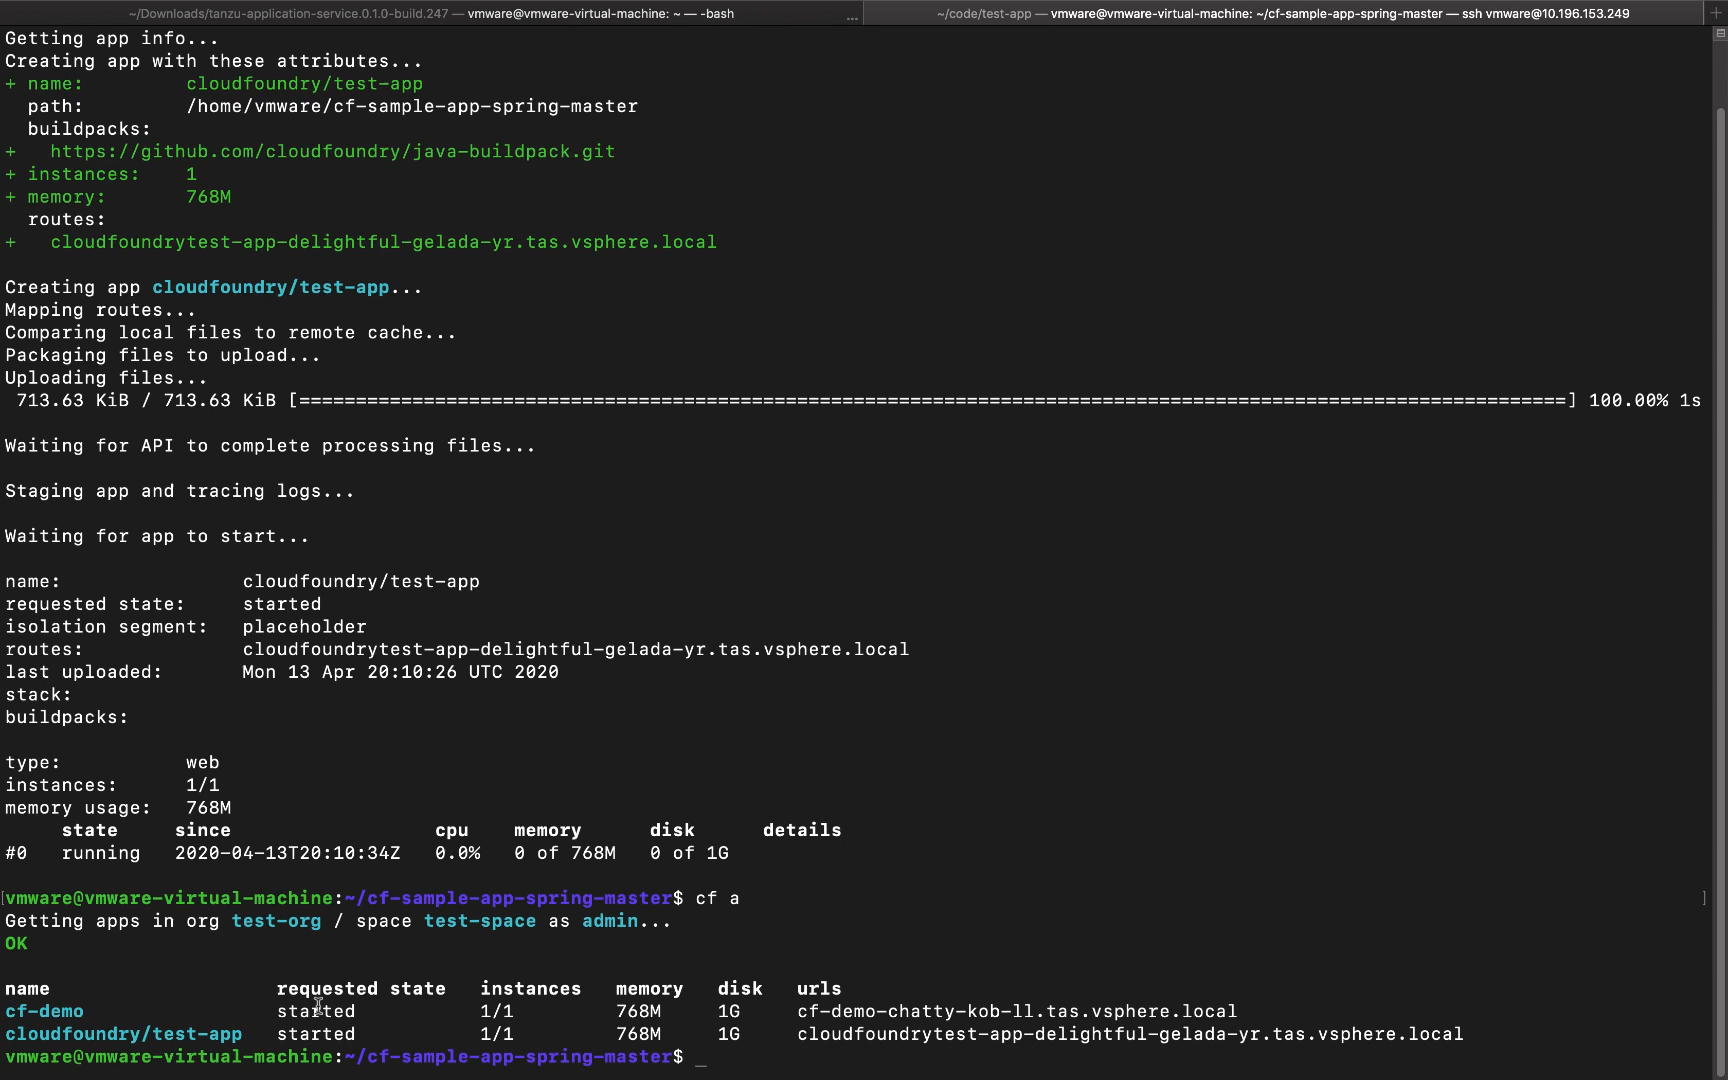 ~/Downloads/tanzu-application-service.0.1.0-build.247 — vmware@vmware-virtual-machine: ~ — -bash ...
~/code/test-app — vmware@vmware-virtual-machine: ~/cf-sample-app-spring-master — ssh vmware@10.196.153.249 +
Getting app info...
Creating app with these attributes...
+ name:         cloudfoundry/test-app
  path:         /home/vmware/cf-sample-app-spring-master
  buildpacks:
+   https://github.com/cloudfoundry/java-buildpack.git
+ instances:    1
+ memory:       768M
  routes:
+   cloudfoundrytest-app-delightful-gelada-yr.tas.vsphere.local
Creating app cloudfoundry/test-app...
Mapping routes...
Comparing local files to remote cache...
Packaging files to upload...
Uploading files...
 713.63 KiB / 713.63 KiB [================================================================================================================] 100.00% 1s
Waiting for API to complete processing files...
Staging app and tracing logs...
Waiting for app to start...
name:                cloudfoundry/test-app
requested state:     started
isolation segment:   placeholder
routes:              cloudfoundrytest-app-delightful-gelada-yr.tas.vsphere.local
last uploaded:       Mon 13 Apr 20:10:26 UTC 2020
stack:
buildpacks:
type:           web
instances:      1/1
memory usage:   768M
     state     since                  cpu    memory      disk      details
#0   running   2020-04-13T20:10:34Z   0.0%   0 of 768M   0 of 1G
[vmware@vmware-virtual-machine:~/cf-sample-app-spring-master$ cf a ]
Getting apps in org test-org / space test-space as admin...
OK
name                    requested state   instances   memory   disk   urls
cf-demo                 started           1/1         768M     1G     cf-demo-chatty-kob-ll.tas.vsphere.local
cloudfoundry/test-app   started           1/1         768M     1G     cloudfoundrytest-app-delightful-gelada-yr.tas.vsphere.local
vmware@vmware-virtual-machine:~/cf-sample-app-spring-master$ _